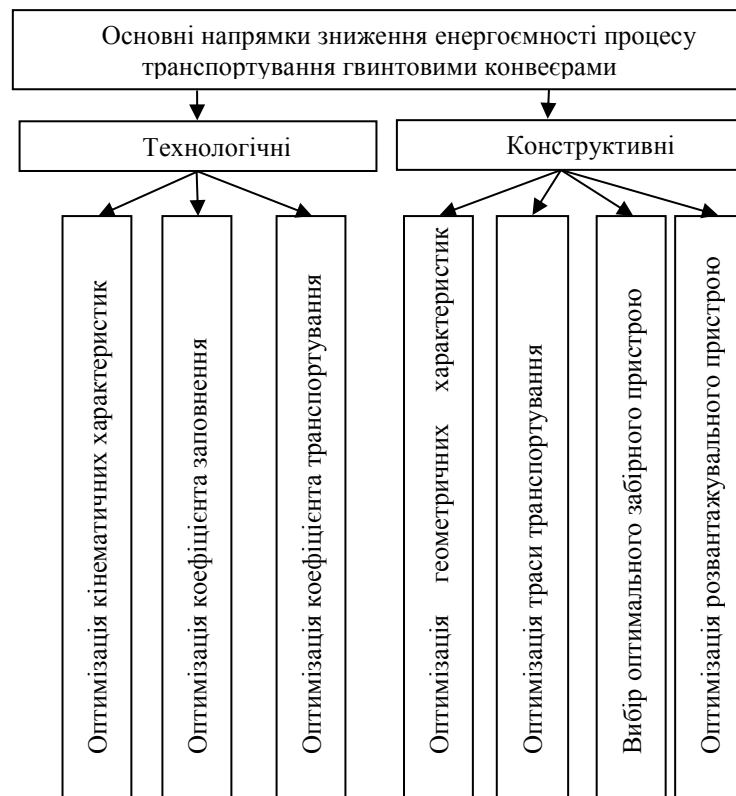 Основні напрямки зниження енергоємності процесу
транспортування гвинтовими конвеєрами
Технологічні
Конструктивні
Оптимізація кінематичних характеристик
Оптимізація коефіцієнта заповнення
Оптимізація коефіцієнта транспортування
Оптимізація геометричних характеристик
Оптимізація траси транспортування
Вибір оптимального забірного пристрою
Оптимізація розвантажувального пристрою